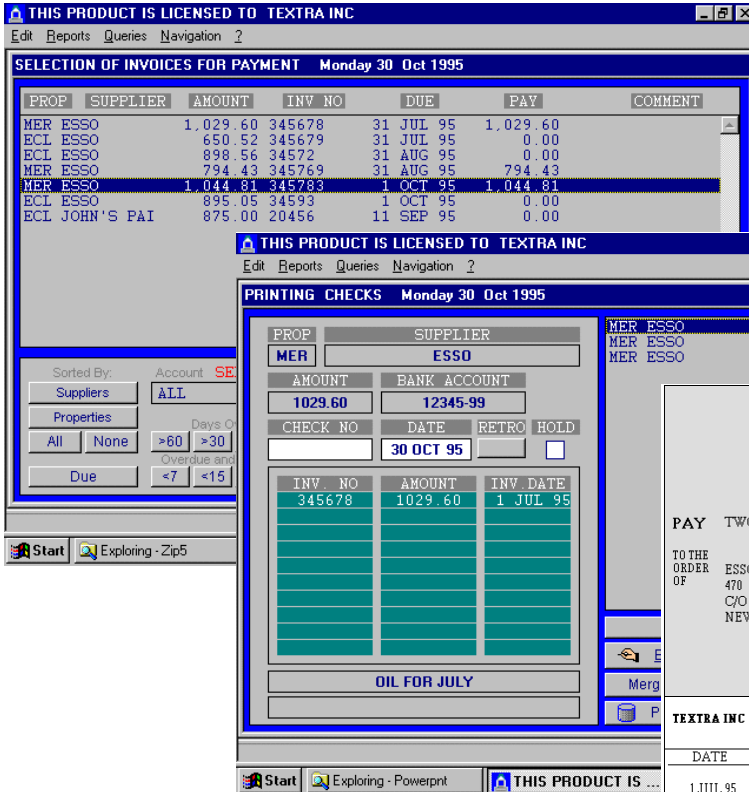 THIS PRODUCT IS LICENSED TO TEXTRA INC
Edit Reports Queries Navigation ?
SELECTION OF INVOICES FOR PAYMENT Monday 30 Oct 1995
PROP SUPPLIER AMOUNT INV NO DUE PAY COMMENT
MER ESSO 1,029.60 345678 31 JUL 95 1,029.60
ECL ESSO 650.52 345679 31 JUL 95 0.00
ECL ESSO 898.56 34572 31 AUG 95 0.00
MER ESSO 794.43 345769 31 AUG 95 794.43
MER ESSO 1,044.81 345783 1 OCT 95 1,044.81
ECL ESSO 895.05 34593 1 OCT 95 0.00
ECL JOHN'S PAI 875.00 20456 11 SEP 95 0.00
Sorted By: Account SE
Suppliers ALL
Properties Days O
All None >60 >30
Overdue and
Due <7 <15
Start Exploring - Zip5
THIS PRODUCT IS LICENSED TO TEXTRA INC
Edit Reports Queries Navigation ?
PRINTING CHECKS Monday 30 Oct 1995
PROP SUPPLIER
MER ESSO
AMOUNT BANK ACCOUNT
1029.60 12345-99
CHECK NO DATE RETRO HOLD
30 OCT 95
INV. NO AMOUNT INV.DATE
345678 1029.60 1 JUL 95
OIL FOR JULY
MER ESSO
MER ESSO
MER ESSO
E
Merg
P
Start Exploring - Powerpnt THIS PRODUCT IS ...
PAY TWO
TO THE
ORDER ESSO
OF 470
C/O
NEW
TEXTRA INC
DATE
1 JUL 95